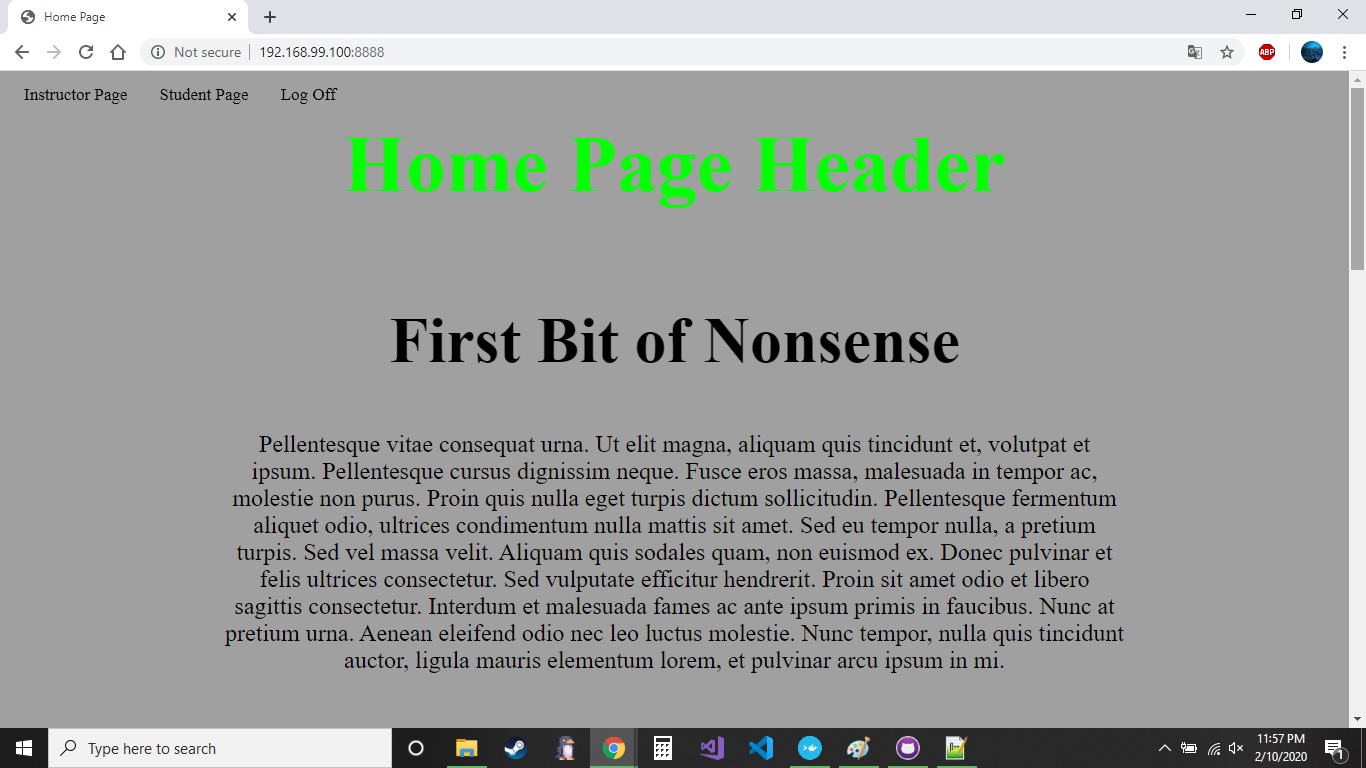 Home Page
Not secure
192.168.99.100:8888
ABP
Instructor Page
Student Page
Log Off
Home Page Header
First Bit of Nonsense
Pellentesque vitae consequat urna. Ut elit magna, aliquam quis tincidunt et, volutpat et
ipsum. Pellentesque cursus dignissim neque. Fusce eros massa, malesuada in tempor ac,
molestie non purus. Proin quis nulla eget turpis dictum sollicitudin. Pellentesque fermentum
aliquet odio, ultrices condimentum nulla mattis sit amet. Sed eu tempor nulla, a pretium
turpis. Sed vel massa velit. Aliquam quis sodales quam, non euismod ex. Donec pulvinar et
felis ultrices consectetur. Sed vulputate efficitur hendrerit. Proin sit amet odio et libero
sagittis consectetur. Interdum et malesuada fames ac ante ipsum primis in faucibus. Nunc at
pretium urna. Aenean eleifend odio nec leo luctus molestie. Nunc tempor, nulla quis tincidunt
auctor, ligula mauris elementum lorem, et pulvinar arcu ipsum in mi.
Type here to search
11:57 PM
2/10/2020
1